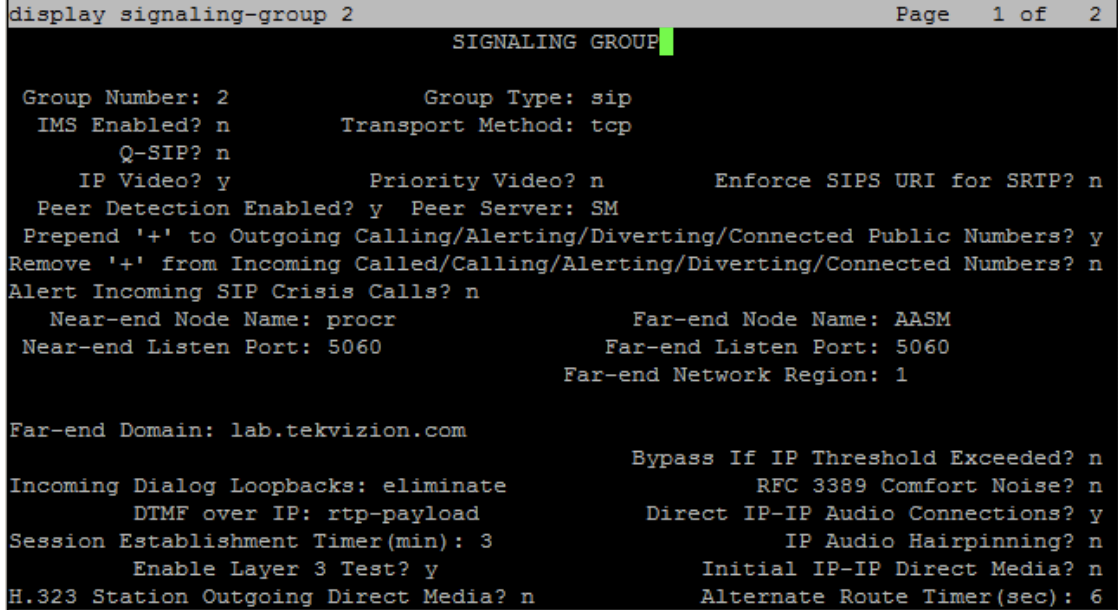 display signaling-group 2 Page 1 of 2
SIGNALING GROUP
Group Number: 2 Group Type: sip
IMS Enabled? n Transport Method: tcp
Q-SIP? n
IP Video? y Priority Video? n Enforce SIPS URI for SRTP? n
Peer Detection Enabled? y Peer Server: SM
Prepend '+' to Outgoing Calling/Alerting/Diverting/Connected Public Numbers? y
Remove '+' from Incoming Called/Calling/Alerting/Diverting/Connected Numbers? n
Alert Incoming SIP Crisis Calls? n
Near-end Node Name: procr Far-end Node Name: AASM
Near-end Listen Port: 5060 Far-end Listen Port: 5060
Far-end Network Region: 1
Far-end Domain: lab.tekvizion.com
Bypass If IP Threshold Exceeded? n
Incoming Dialog Loopbacks: eliminate RFC 3389 Comfort Noise? n
DTMF over IP: rtp-payload Direct IP-IP Audio Connections? y
Session Establishment Timer(min): 3 IP Audio Hairpinning? n
Enable Layer 3 Test? y Initial IP-IP Direct Media? n
H.323 Station Outgoing Direct Media? n Alternate Route Timer(sec): 6